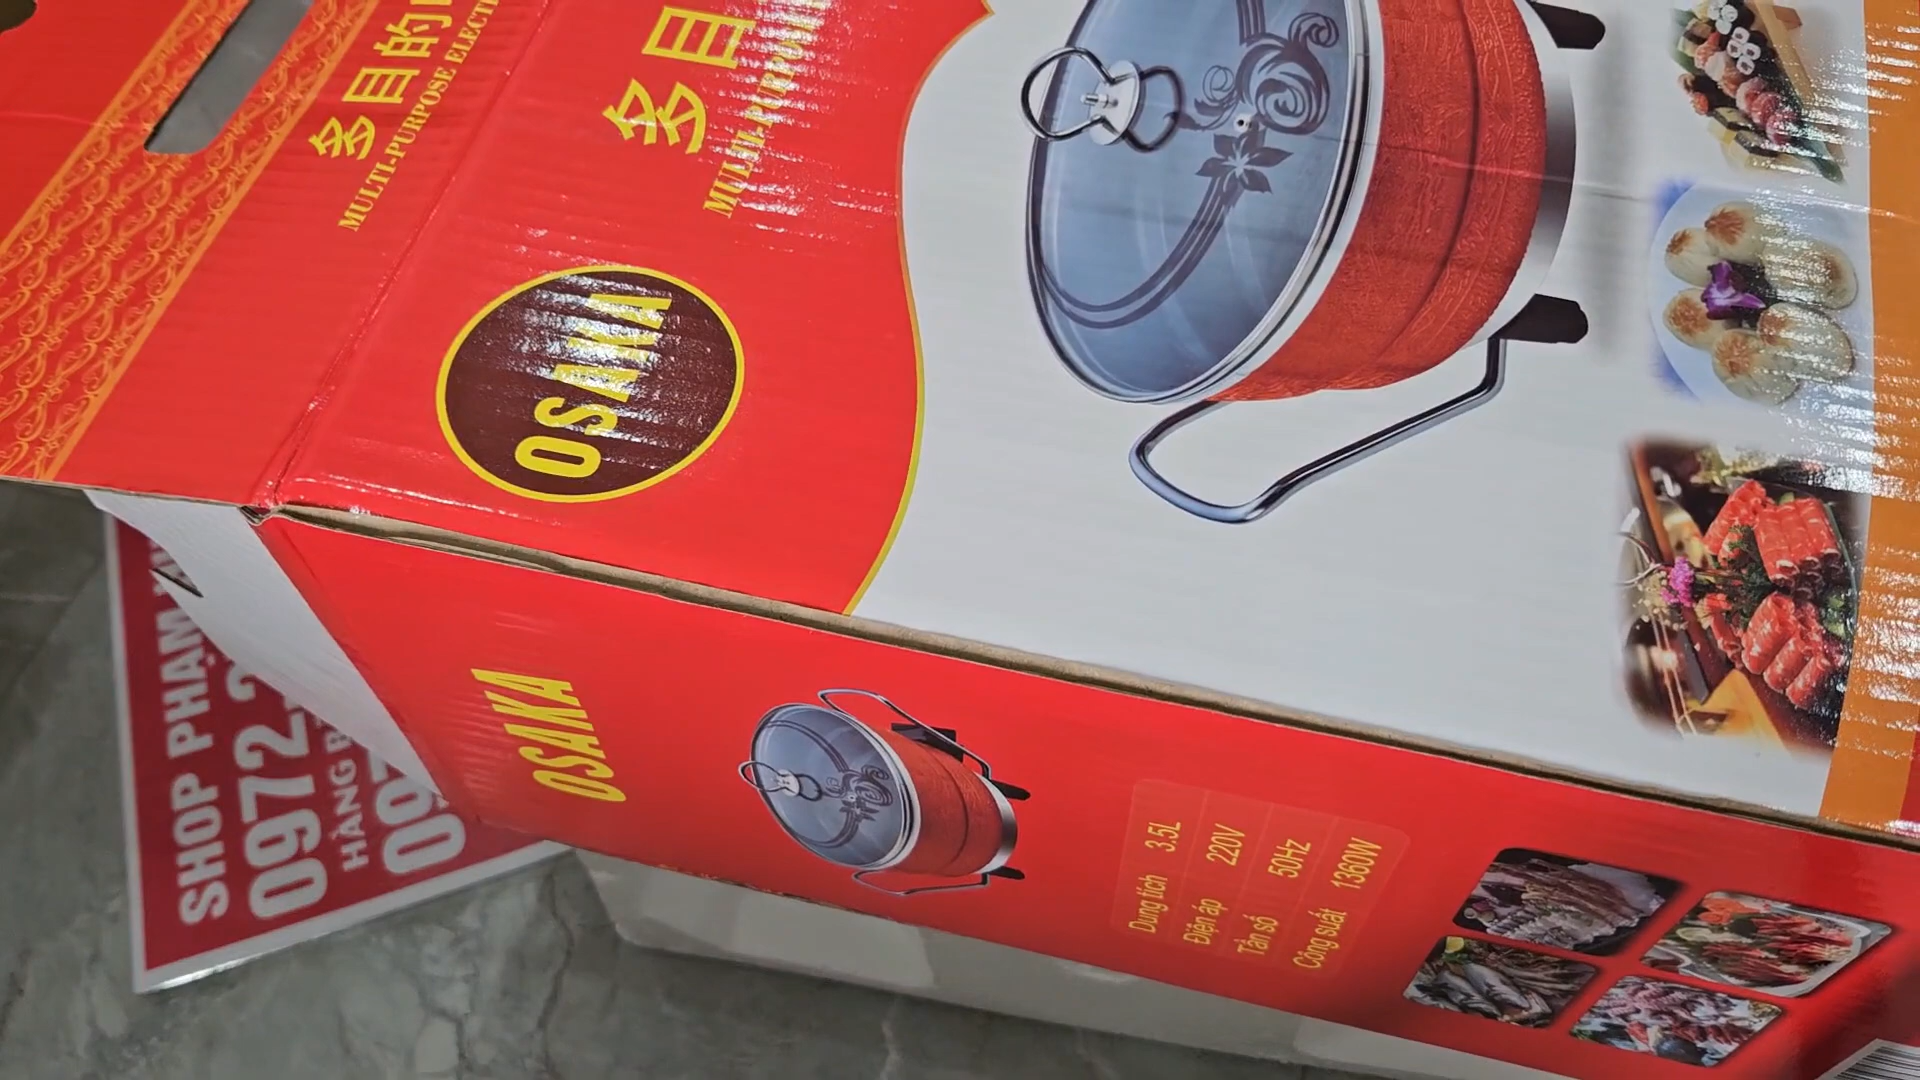 多目的
MULTI-PURPOSE ELECT
多目
MULTI-PURPO
OSAKA
OSAKA
Dung tích 3.5L
Điện áp 220V
Tần số 50Hz
Công suất 1360W
SHOP PHẠM
0972.
HÀNG
097